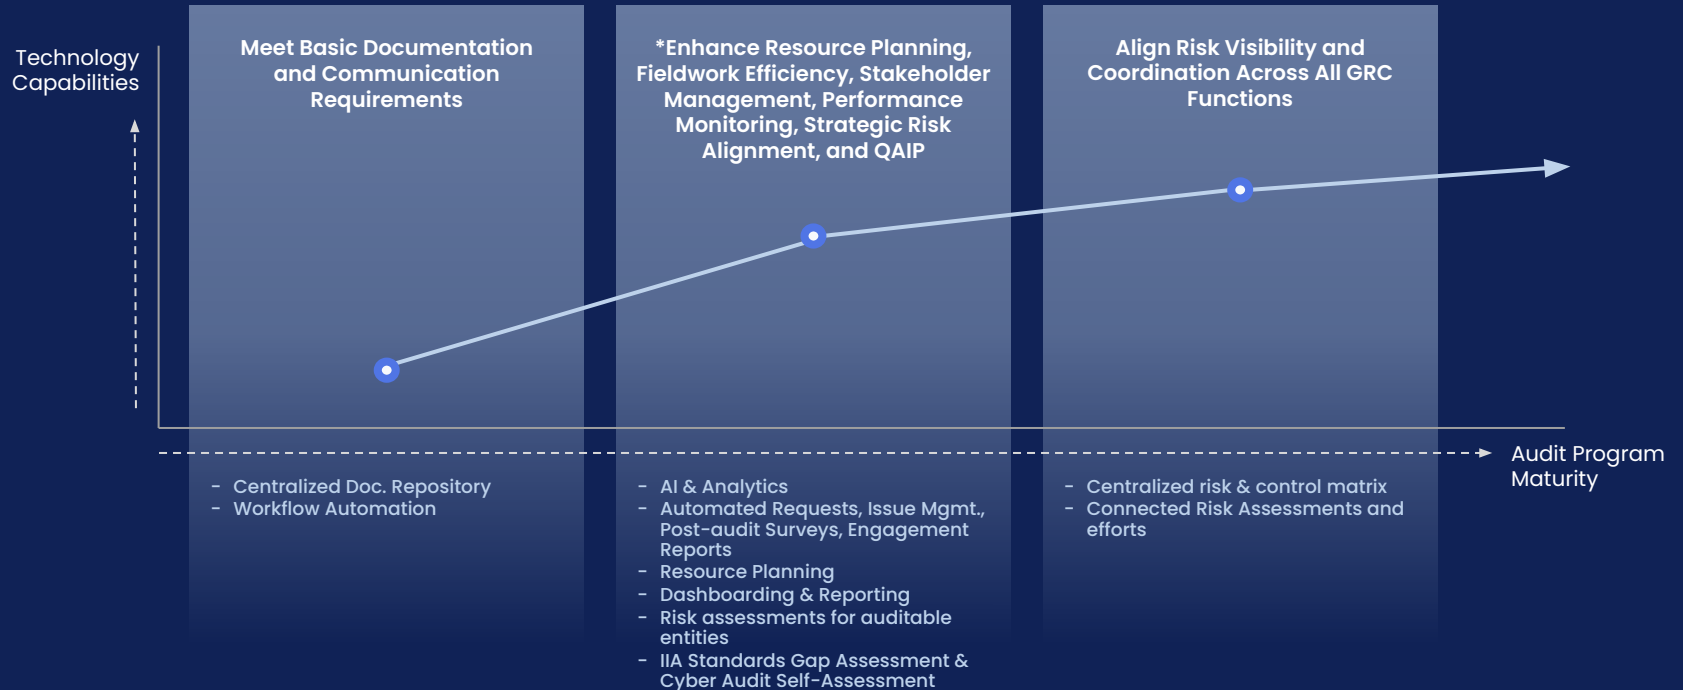 Technology
Capabilities
Meet Basic Documentation
and Communication
Requirements
*Enhance Resource Planning,
Fieldwork Efficiency, Stakeholder
Management, Performance
Monitoring, Strategic Risk
Alignment, and QAIP
Align Risk Visibility and
Coordination Across All GRC
Functions
Audit Program
Maturity
- Centralized Doc. Repository
- Workflow Automation
- AI & Analytics
- Automated Requests, Issue Mgmt.,
Post-audit Surveys, Engagement
Reports
- Resource Planning
- Dashboarding & Reporting
- Risk assessments for auditable
entities
- IIA Standards Gap Assessment &
Cyber Audit Self-Assessment
- Centralized risk & control matrix
- Connected Risk Assessments and
efforts